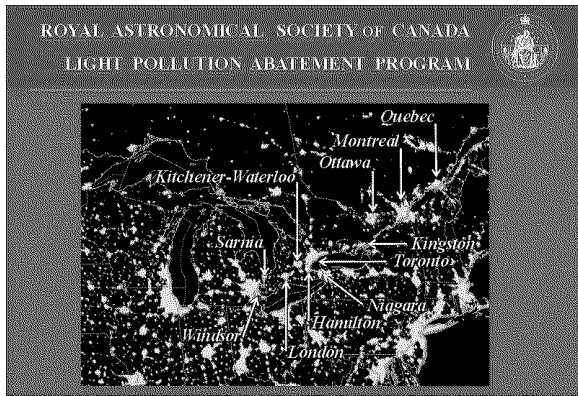 ROYAL ASTRONOMICAL SOCIETY OF CANADA
LIGHT POLLUTION ABATEMENT PROGRAM
Quebec
Montreal
Ottawa
Kitchener-Waterloo
Sarnia
Kingston
Toronto
Niagara
Hamilton
Windsor
London